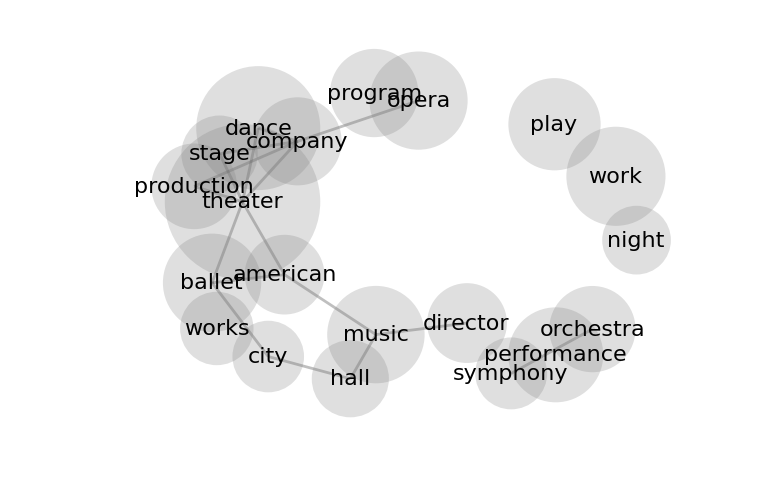 program
opera
play
dance
company
stage
work
production
theater
night
american
ballet
director
works
orchestra
music
performance
city
symphony
hall